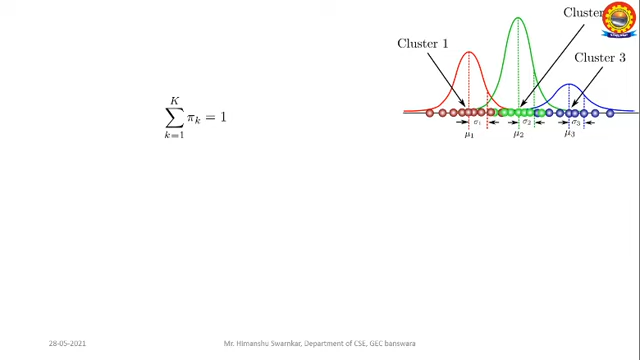 Cluster
Cluster 1
Cluster 3
K
∑ πₖ = 1
k=1
σ₁
σ₂
σ₃
μ₁
μ₂
μ₃
28-05-2021
Mr. Himanshu Swarnkar, Department of CSE, GEC banswara